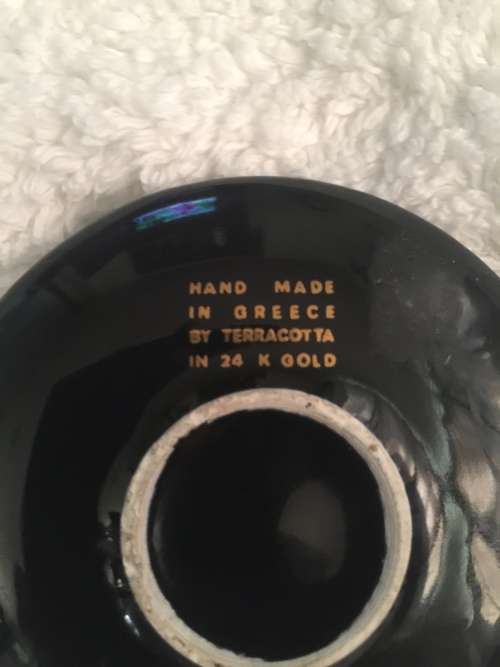 HAND MADE
IN GREECE
BY TERRACOTTA
IN 24 K GOLD